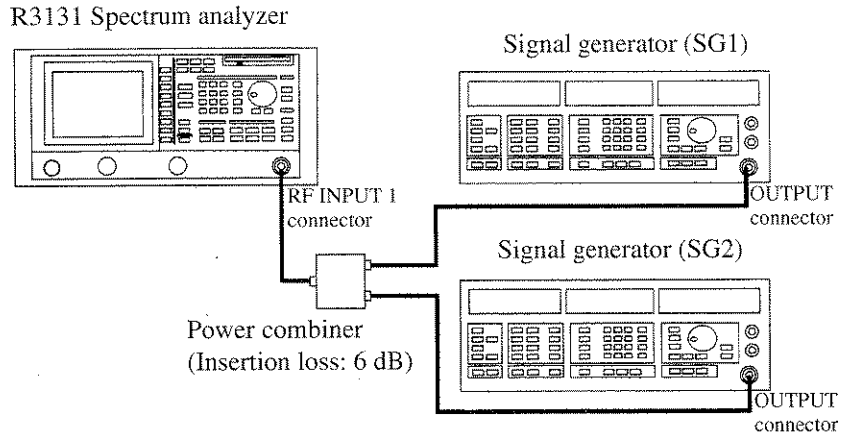 R3131 Spectrum analyzer
Signal generator (SG1)
RF INPUT 1
connector
OUTPUT
connector
Signal generator (SG2)
Power combiner
(Insertion loss: 6 dB)
OUTPUT
connector